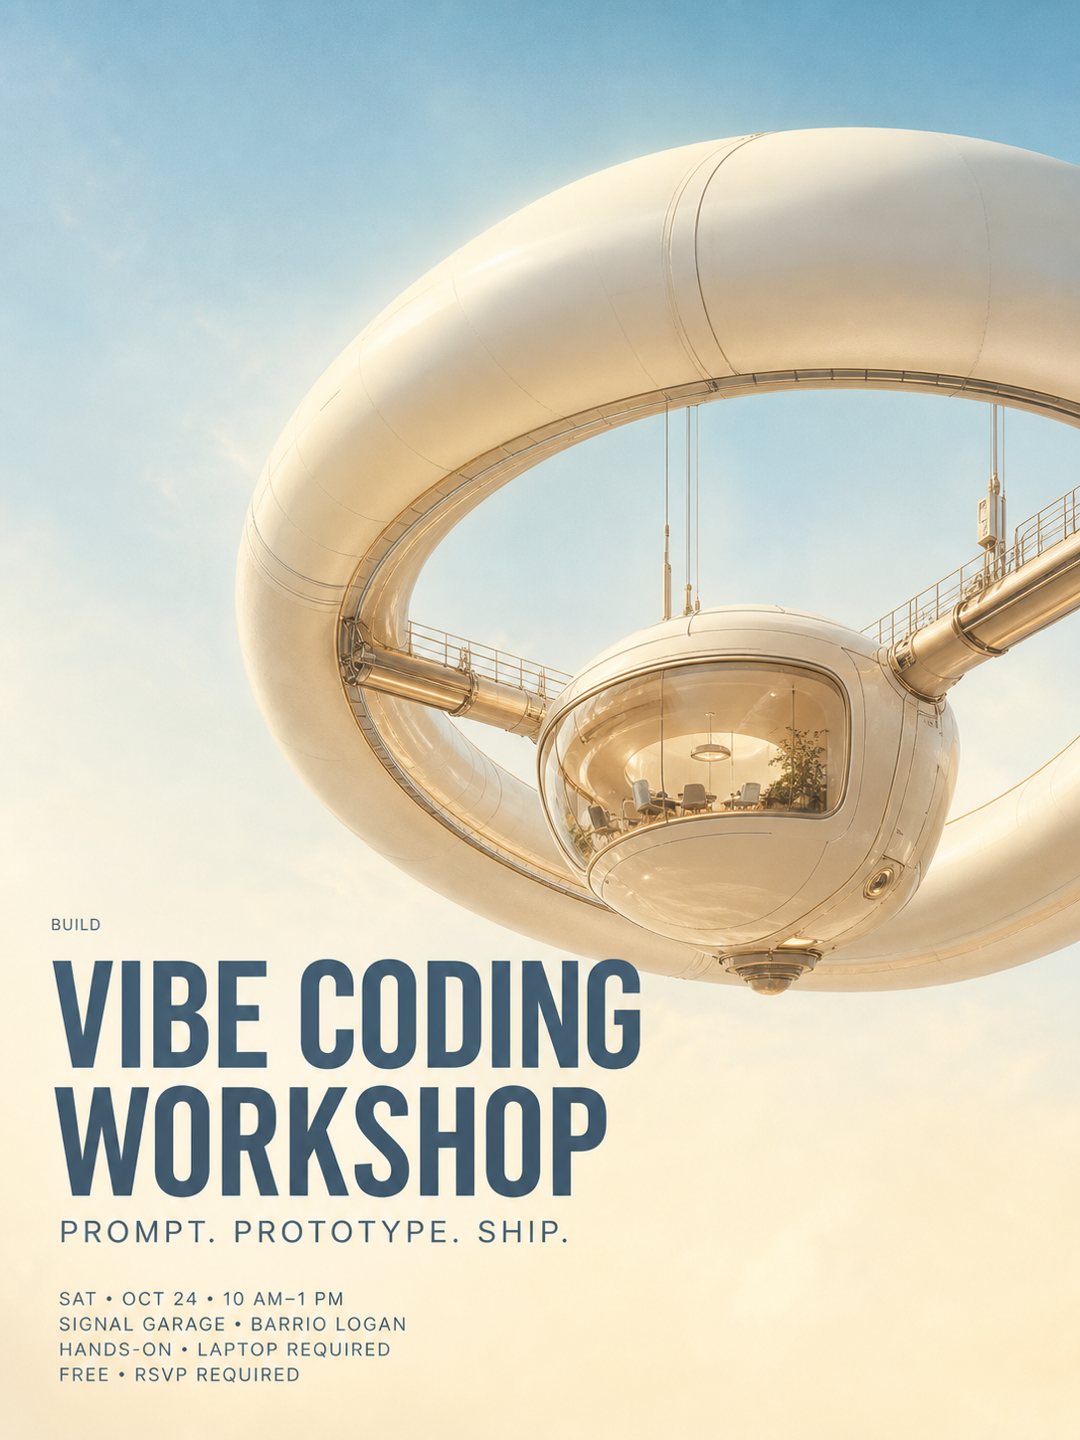 BUILD
VIBE CODING
WORKSHOP
PROMPT. PROTOTYPE. SHIP.
SAT • OCT 24 • 10 AM–1 PM
SIGNAL GARAGE • BARRIO LOGAN
HANDS-ON • LAPTOP REQUIRED
FREE • RSVP REQUIRED